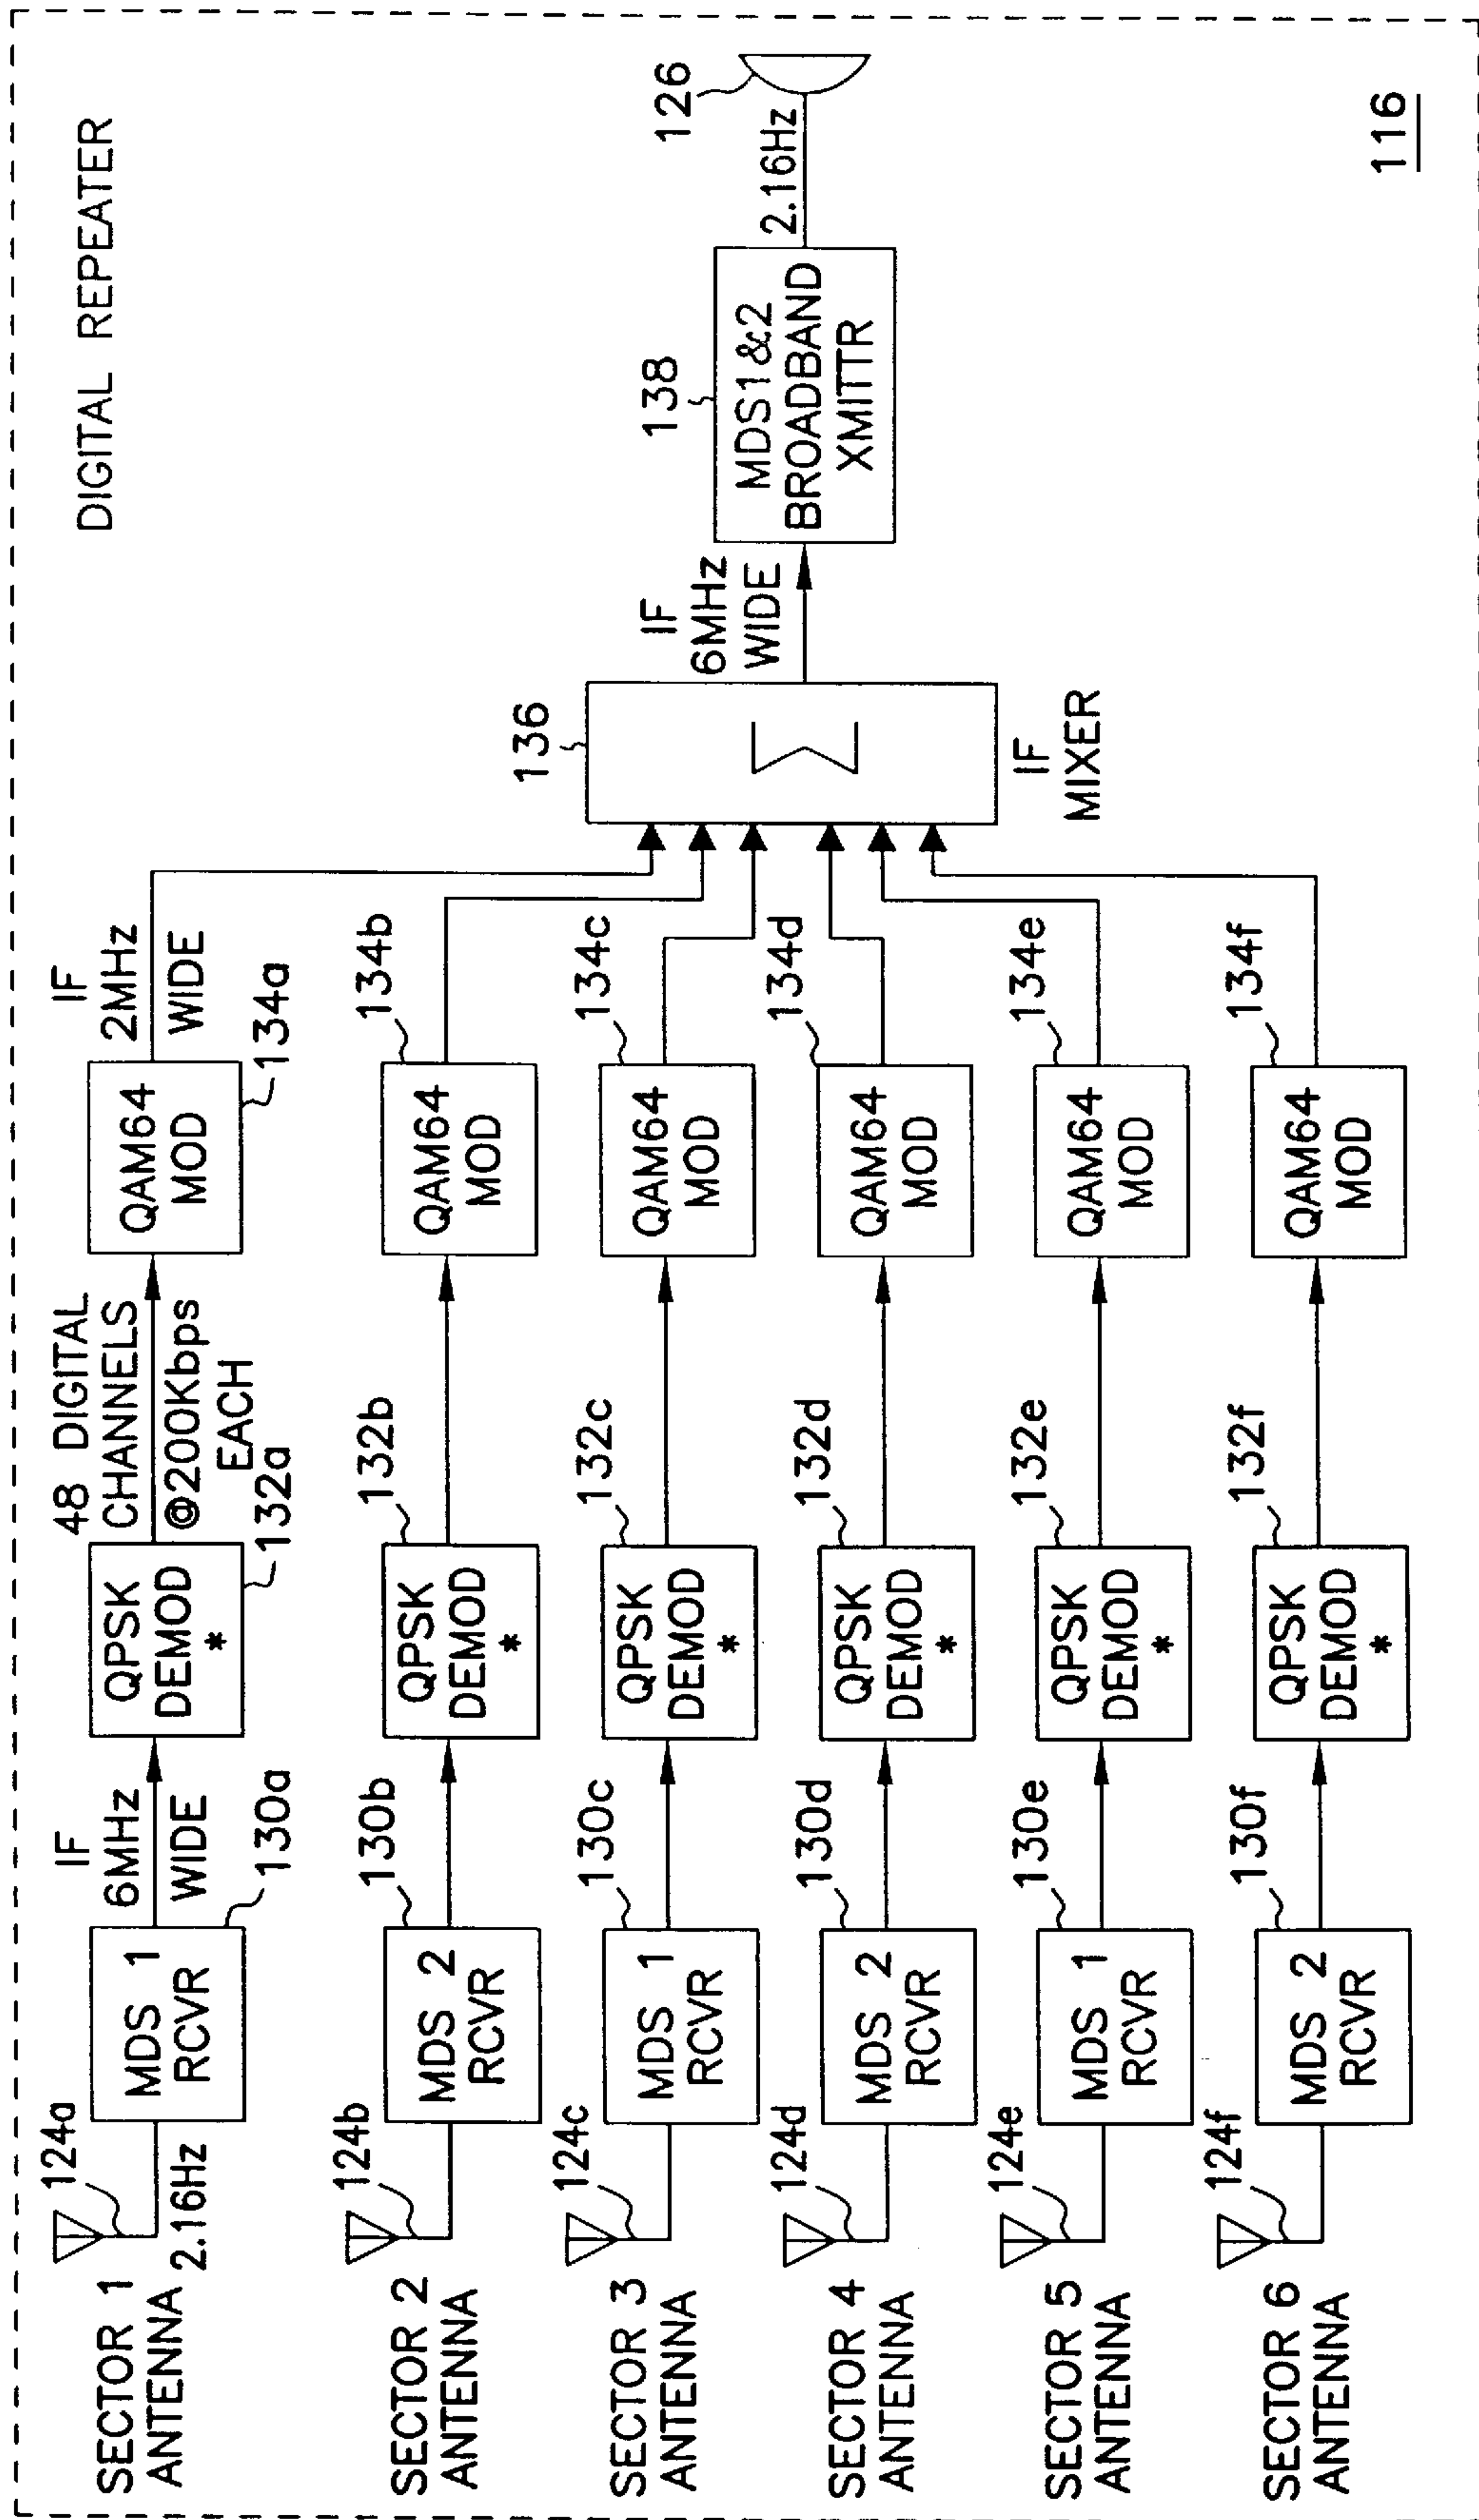 DIGITAL REPEATER
SECTOR 1
ANTENNA
124a
2.16Hz
MDS 1
RCVR
130a
IF
6MHz
WIDE
QPSK
DEMOD
*
132a
48 DIGITAL
CHANNELS
@200Kbps
EACH
QAM64
MOD
134a
IF
2MHz
WIDE
SECTOR 2
ANTENNA
124b
MDS 2
RCVR
130b
QPSK
DEMOD
*
132b
QAM64
MOD
134b
SECTOR 3
ANTENNA
124c
MDS 1
RCVR
130c
QPSK
DEMOD
*
132c
QAM64
MOD
134c
SECTOR 4
ANTENNA
124d
MDS 2
RCVR
130d
QPSK
DEMOD
*
132d
QAM64
MOD
134d
SECTOR 5
ANTENNA
124e
MDS 1
RCVR
130e
QPSK
DEMOD
*
132e
QAM64
MOD
134e
SECTOR 6
ANTENNA
124f
MDS 2
RCVR
130f
QPSK
DEMOD
*
132f
QAM64
MOD
134f
136
Σ
IF
MIXER
IF
6MHz
WIDE
138
MDS1&2
BROADBAND
XMITTR
2.16Hz
126
116